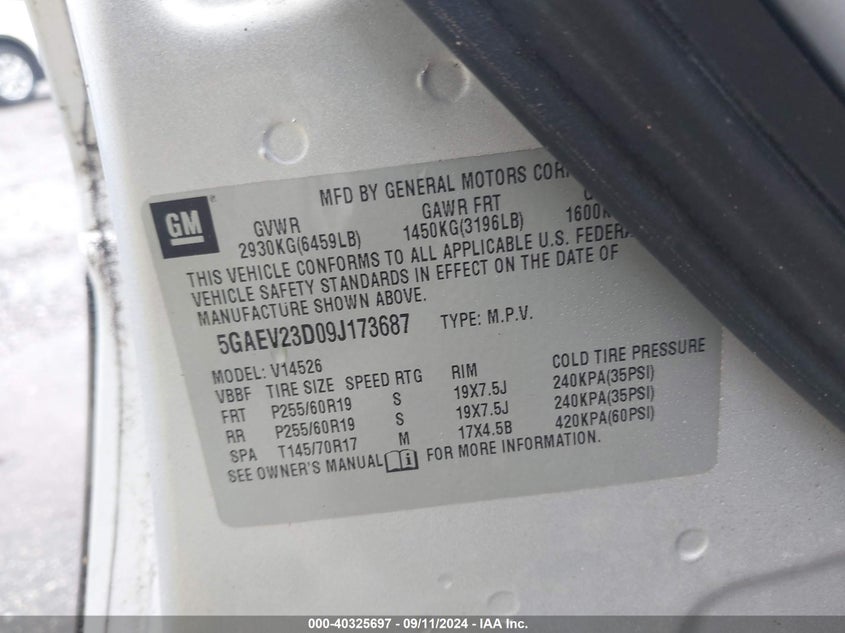 MFD BY GENERAL MOTORS
GM
GVWR GAWR FRT
2930KG(6459LB) 1450KG(3196LB)
THIS VEHICLE CONFORMS TO ALL APPLICABLE U.S.
VEHICLE SAFETY STANDARDS IN EFFECT ON THE DATE OF
MANUFACTURE SHOWN ABOVE.
5GAEV23D09J173687 TYPE: M.P.V.
MODEL: V14526
VBBF TIRE SIZE SPEED RTG RIM COLD TIRE PRESSURE
FRT P255/60R19 S 19X7.5J 240KPA(35PSI)
RR P255/60R19 S 19X7.5J 240KPA(35PSI)
SPA T145/70R17 M 17X4.5B 420KPA(60PSI)
SEE OWNER'S MANUAL FOR MORE INFORMATION.
000-40325697 - 09/11/2024 - IAA Inc.